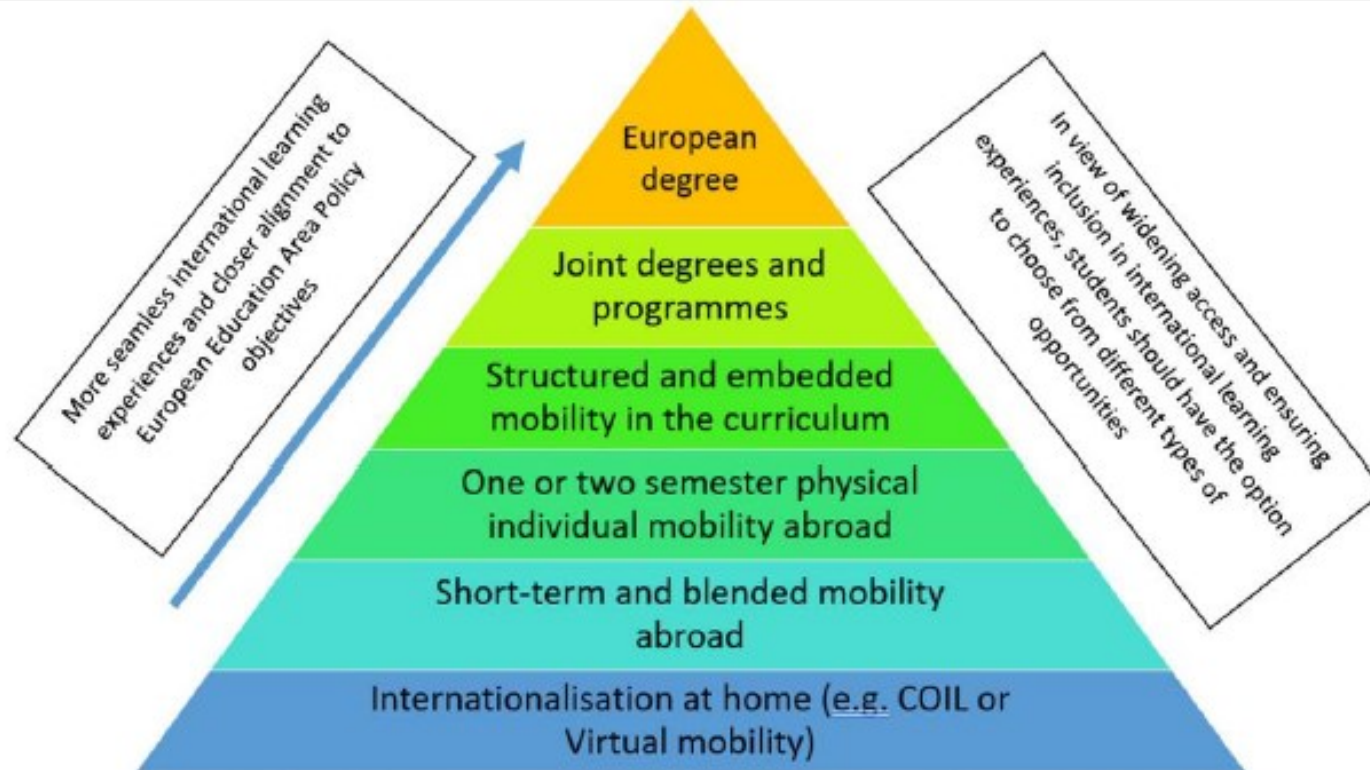 More seamless international learning
experiences and closer alignment to
European Education Area Policy
objectives
In view of widening access and ensuring
inclusion in international learning
experiences, students should have the option
to choose from different types of
opportunities
European
degree
Joint degrees and
programmes
Structured and embedded
mobility in the curriculum
One or two semester physical
individual mobility abroad
Short-term and blended mobility
abroad
Internationalisation at home (e.g. COIL or
Virtual mobility)